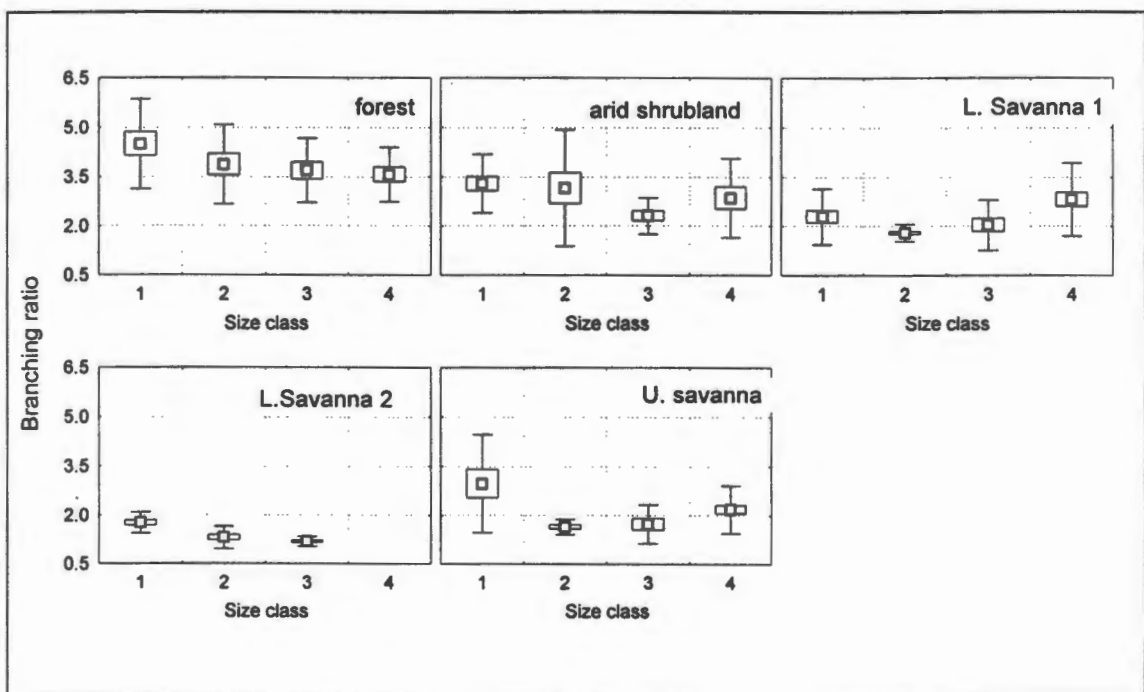 6.5
5.0
3.5
2.0
0.5
forest
1 2 3 4
Size class
arid shrubland
1 2 3 4
Size class
L. Savanna 1
1 2 3 4
Size class
Branching ratio
6.5
5.0
3.5
2.0
0.5
L.Savanna 2
1 2 3 4
Size class
U. savanna
1 2 3 4
Size class